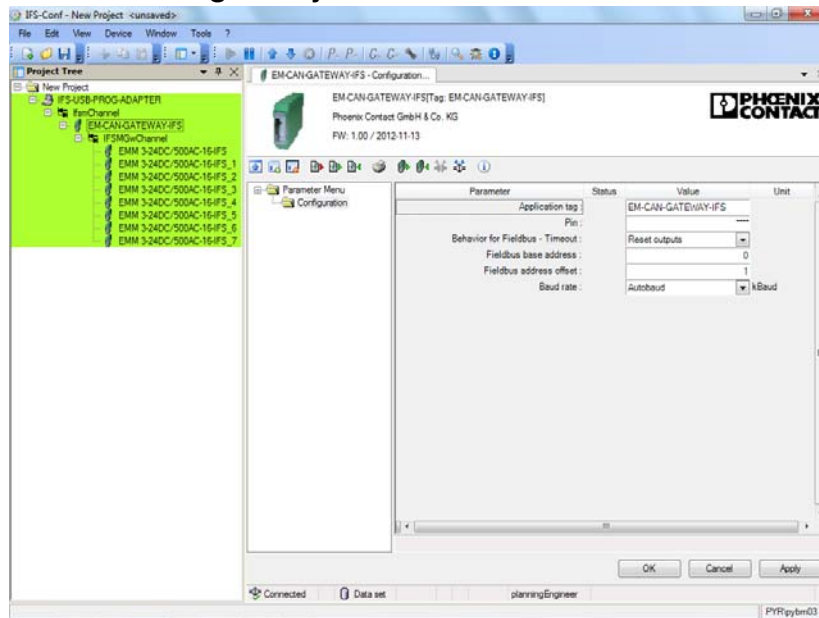 IFS-Conf - New Project <unsaved>
File Edit View Device Window Tools ?
Project Tree
New Project
IFS-USB-PROG-ADAPTER
IfsmChannel
EM-CAN-GATEWAY-IFS
IFSMGwChannel
EMM 3-24DC/500AC-16-IFS
EMM 3-24DC/500AC-16-IFS_1
EMM 3-24DC/500AC-16-IFS_2
EMM 3-24DC/500AC-16-IFS_3
EMM 3-24DC/500AC-16-IFS_4
EMM 3-24DC/500AC-16-IFS_5
EMM 3-24DC/500AC-16-IFS_6
EMM 3-24DC/500AC-16-IFS_7
EM-CAN-GATEWAY-IFS - Configuration...
EM-CAN-GATEWAY-IFS[Tag: EM-CAN-GATEWAY-IFS]
Phoenix Contact GmbH & Co. KG
FW: 1.00 / 2012-11-13
PHŒNIX
CONTACT
Parameter Menu
Configuration
Parameter Status Value Unit
Application tag : EM-CAN-GATEWAY-IFS
Pin : ****
Behavior for Fieldbus - Timeout : Reset outputs
Fieldbus base address : 0
Fieldbus address offset : 1
Baud rate : Autobaud kBaud
OK Cancel Apply
Connected Data set planningEngineer
PYR\pybm03